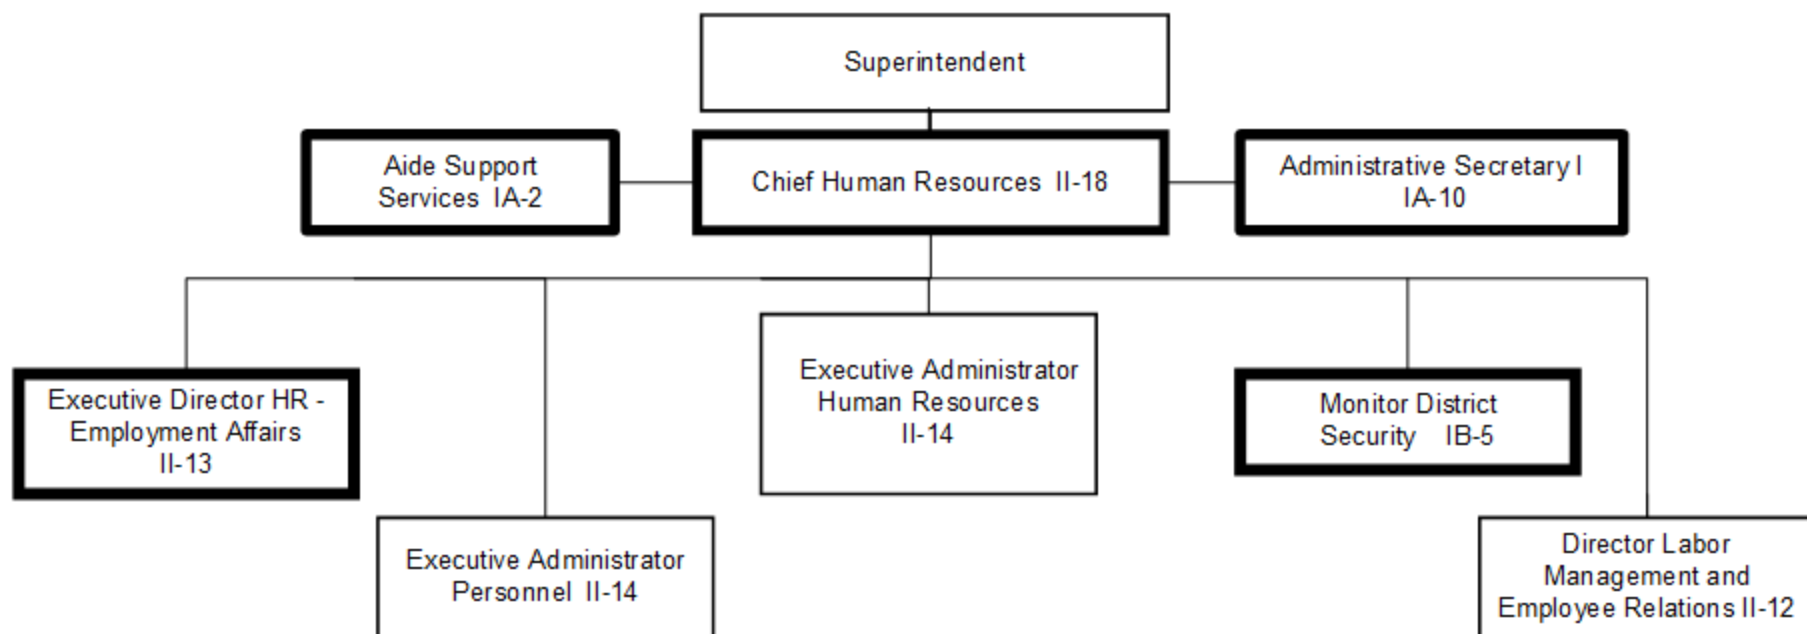 Superintendent
Aide Support
Services IA-2
Chief Human Resources II-18
Administrative Secretary I
IA-10
Executive Director HR -
Employment Affairs
II-13
Executive Administrator
Human Resources
II-14
Monitor District
Security IB-5
Executive Administrator
Personnel II-14
Director Labor
Management and
Employee Relations II-12